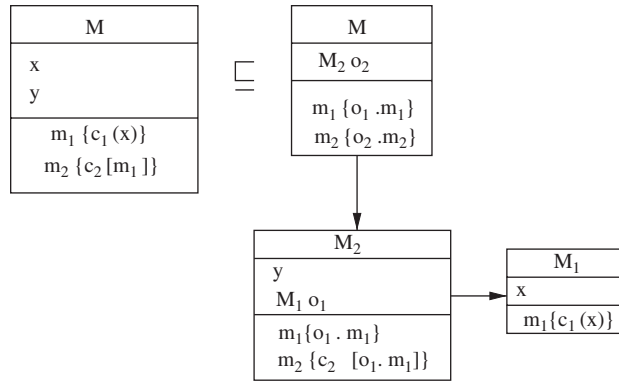 M
x
y
m₁ {c₁ (x)}
m₂ {c₂ [m₁ ]}
⊑
M
M₂ o₂
m₁ {o₁ .m₁}
m₂ {o₂ .m₂}
M₂
y
M₁ o₁
m₁{o₁ . m₁}
m₂ {c₂ [o₁. m₁]}
M₁
x
m₁{c₁ (x)}